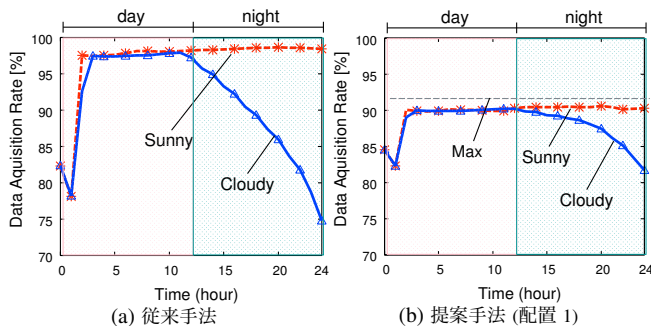 day night
Data Aquisition Rate [%]
100
95
90
85
80
75
70
Sunny
Cloudy
0 5 10 15 20 24
Time (hour)
(a) 従来手法
day night
Data Aquisition Rate [%]
100
95
90
85
80
75
70
Max
Sunny
Cloudy
0 5 10 15 20 24
Time (hour)
(b) 提案手法 (配置 1)